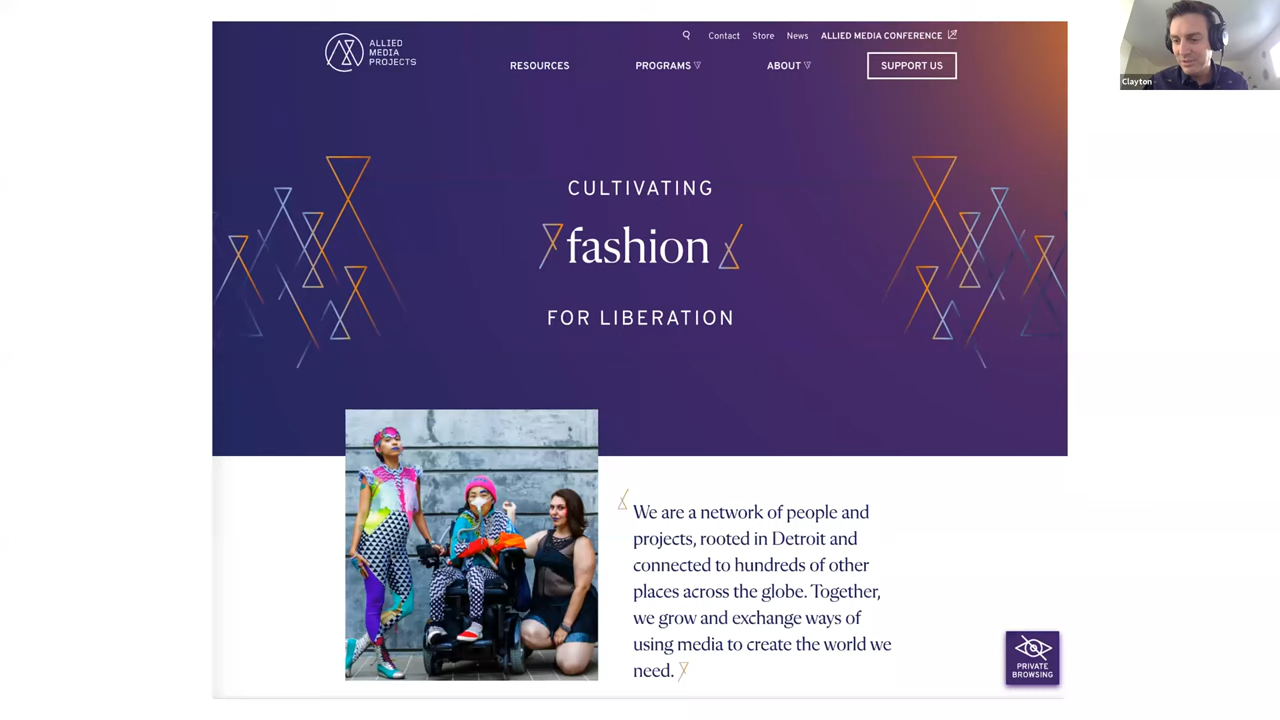 ALLIED
MEDIA
PROJECTS
Contact
Store
News
ALLIED MEDIA CONFERENCE
RESOURCES
PROGRAMS
ABOUT
SUPPORT US
Clayton
CULTIVATING
fashion
FOR LIBERATION
We are a network of people and
projects, rooted in Detroit and
connected to hundreds of other
places across the globe. Together,
we grow and exchange ways of
using media to create the world we
need.
PRIVATE
BROWSING